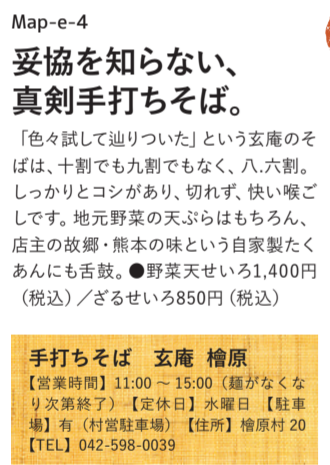 Map-e-4
妥協を知らない、
真剣手打ちそば。
「色々試して辿りついた」という玄庵のそ
ばは、十割でも九割でもなく、八.六割。
しっかりとコシがあり、切れず、快い喉ご
しです。地元野菜の天ぷらはもちろん、
店主の故郷・熊本の味という自家製たく
あんにも舌鼓。●野菜天せいろ1,400円
（税込）／ざるせいろ850円（税込）
手打ちそば　玄庵 檜原
【営業時間】11:00 〜 15:00（麺がなくな
り次第終了）【定休日】水曜日 【駐車
場】有（村営駐車場）【住所】檜原村 20
【TEL】042-598-0039